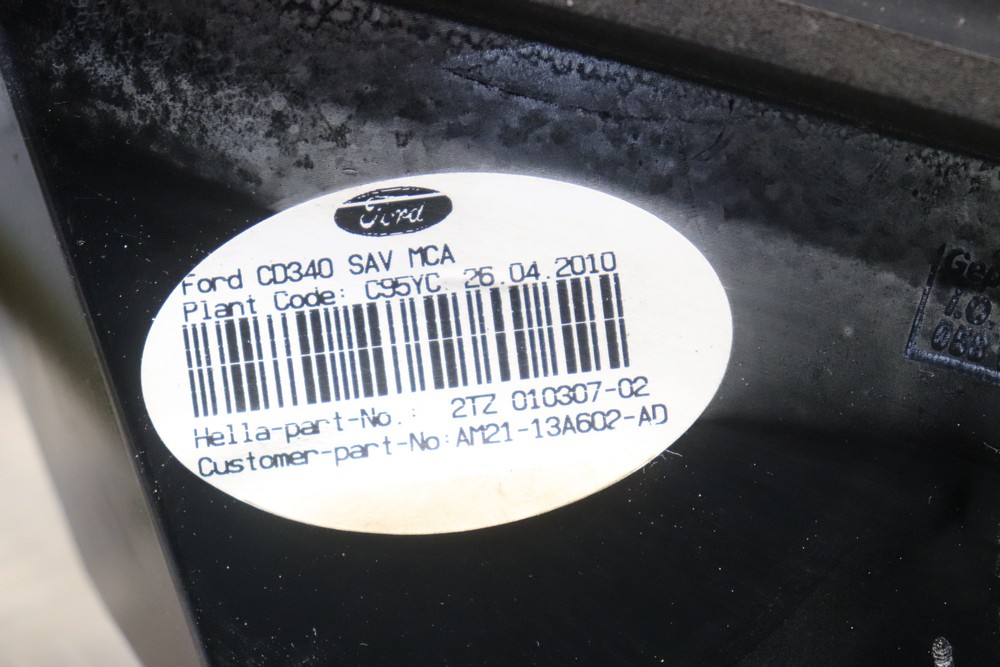 Ford
Ford CD340 SAV MCA
Plant Code: C95YC. 26.04.2010
Hella-part-No.: 2TZ 010307-02
Customer-part-No:AM21-13A602-AD